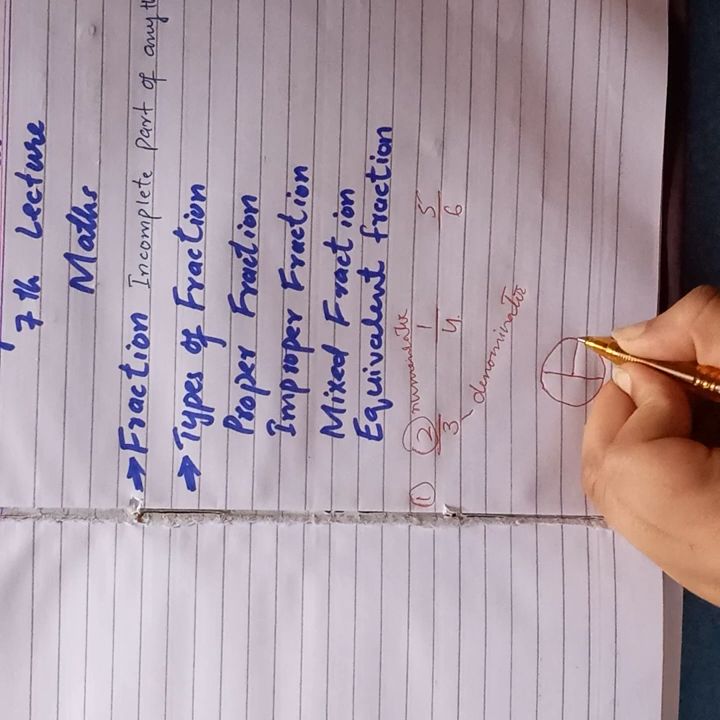 7th Lecture
Maths
→ Fraction Incomplete part of any
→ Types of Fraction
Proper Fraction
Improper Fraction
Mixed Fraction
Equivalent fraction
① 2 numerator 1 5
3 4 6
denominator